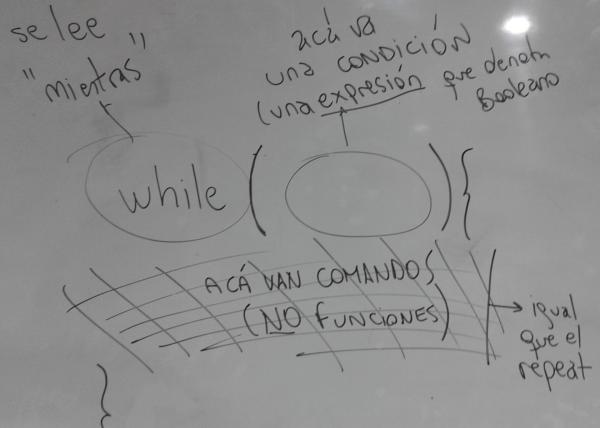 se lee
"mientras"
acá va
una CONDICIÓN
(una expresión que denota
Booleano
while ( ) {
ACÁ VAN COMANDOS
(NO FUNCIONES)
igual
que el
repeat
}